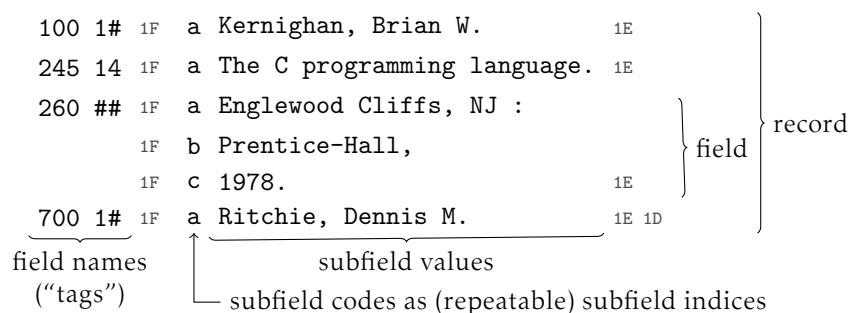 100 1# 1F a Kernighan, Brian W. 1E
245 14 1F a The C programming language. 1E
260 ## 1F a Englewood Cliffs, NJ :
1F b Prentice-Hall,
1F c 1978. 1E
700 1# 1F a Ritchie, Dennis M. 1E 1D
record
field
field names
(“tags”)
subfield values
subfield codes as (repeatable) subfield indices